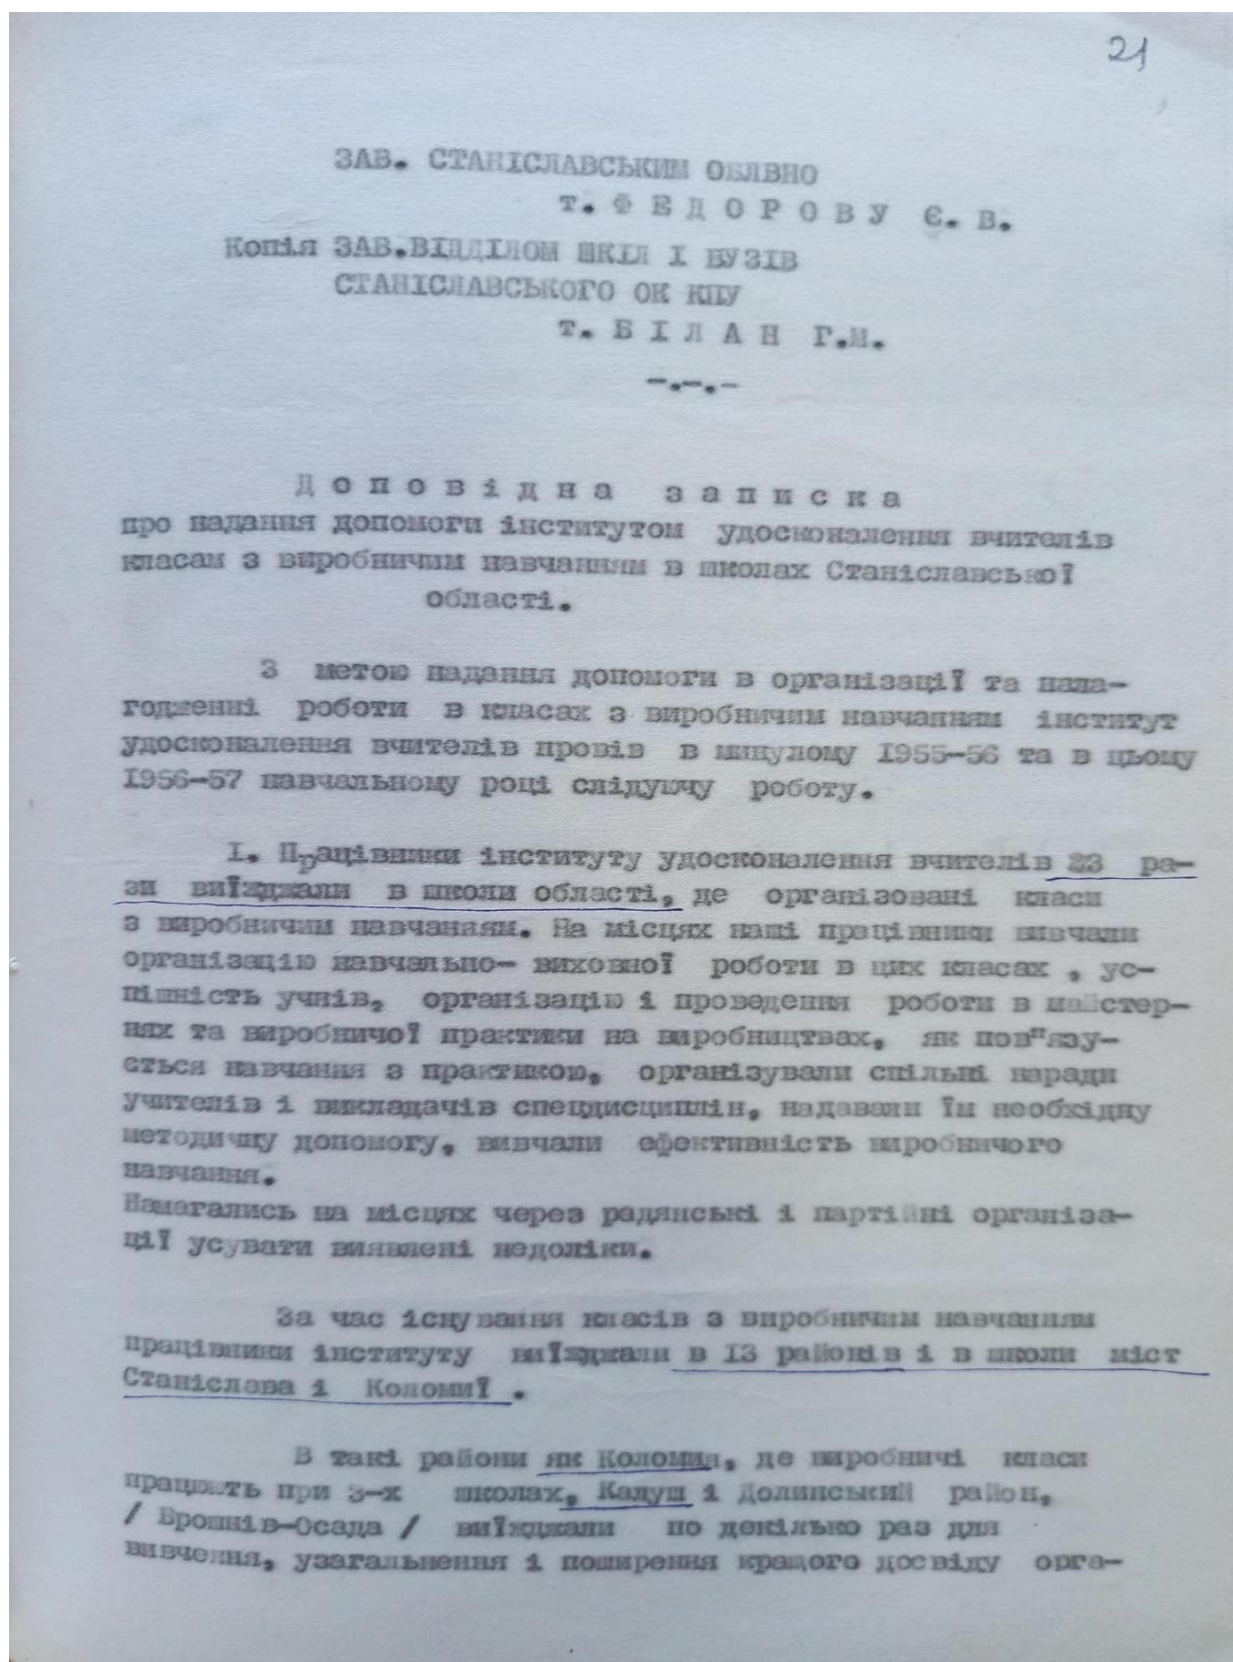 21
ЗАВ. СТАНІСЛАВСЬКИМ ОБЛВНО
т. Ф Е Д О Р О В У Є. В.
Копія ЗАВ.ВІДДІЛОМ ШКІЛ І ВУЗІВ
СТАНІСЛАВСЬКОГО ОК КПУ
т. Б І Л А Н Г.М.
-.-.-
Д о п о в і д н а з а п и с к а
про надання допомоги інститутом удосконалення вчителів
класам з виробничим навчанням в школах Станіславської
області.
З метою надання допомоги в організації та нала-
годженні роботи в класах з виробничим навчанням інститут
удосконалення вчителів провів в минулому 1955-56 та в цьому
1956-57 навчальному році слідуючу роботу.
І. Працівники інституту удосконалення вчителів 23 ра-
зи виїжджали в школи області, де організовані класи
з виробничим навчанням. На місцях наші працівники вивчали
організацію навчально- виховної роботи в цих класах , ус-
пішність учнів, організацію і проведення роботи в майстер-
нях та виробничої практики на виробництвах, як пов"язу-
ється навчання з практикою, організували спільні наради
учителів і викладачів спецдисциплін, надавали їм необхідну
методичну допомогу, вивчали ефективність виробничого
навчання.
Намагались на місцях через радянські і партійні організа-
ції усувати виявлені недоліки.
За час існування класів з виробничим навчанням
працівники інституту виїжджали в 13 районів і в школи міст
Станіслава і Коломиї .
В такі райони як Коломия, де виробничі класи
працюють при 3-х школах, Калуш і Долинський район,
/ Брошнів-Осада / виїжджали по декілько раз для
вивчення, узагальнення і поширення кращого досвіду орга-